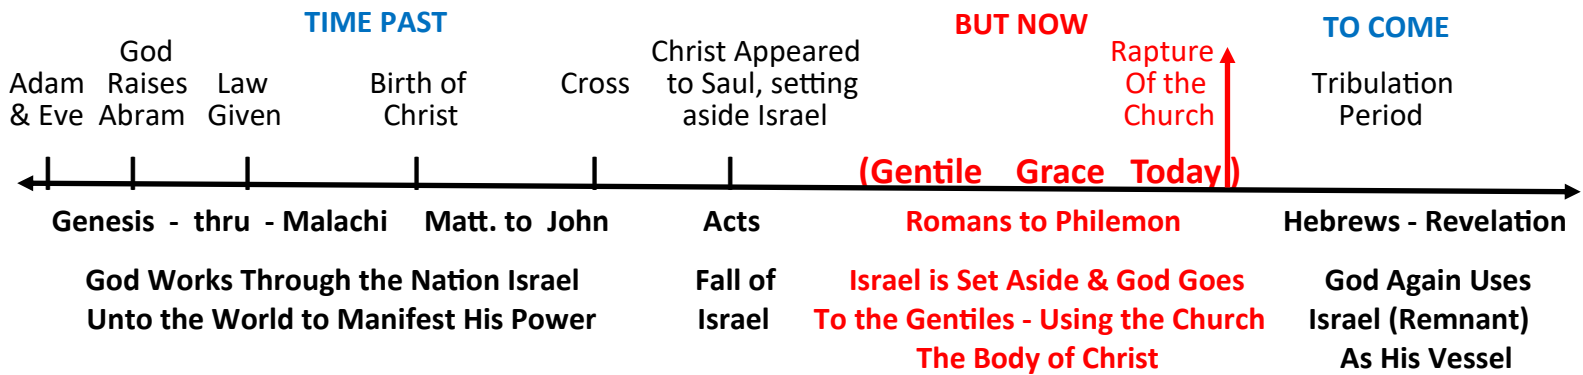 TIME PAST
BUT NOW
TO COME
Adam
& Eve
God
Raises
Abram
Law
Given
Birth of
Christ
Cross
Christ Appeared
to Saul, setting
aside Israel
Rapture
Of the
Church
Tribulation
Period
(Gentile Grace Today)
Genesis - thru - Malachi
Matt. to John
Acts
Romans to Philemon
Hebrews - Revelation
God Works Through the Nation Israel
Unto the World to Manifest His Power
Fall of
Israel
Israel is Set Aside & God Goes
To the Gentiles - Using the Church
The Body of Christ
God Again Uses
Israel (Remnant)
As His Vessel